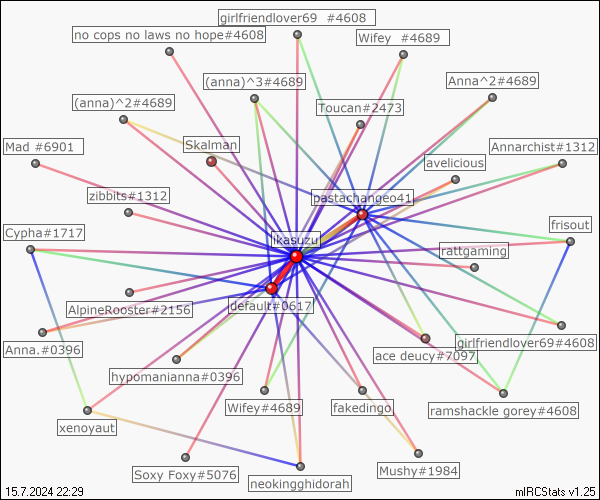 girlfriendlover69 #4608
no cops no laws no hope#4608
Wifey #4689
(anna)^3#4689
Anna^2#4689
(anna)^2#4689
Toucan#2473
Mad #6901
Skalman
Annarchist#1312
avelicious
zibbits#1312
pastachangeo41
Cypha#1717
likasuzu
frisout
rattgaming
AlpineRooster#2156
default#0617
Anna.#0396
ace deucy#7097
girlfriendlover69#4608
hypomanianna#0396
Wifey#4689
fakedingo
ramshackle gorey#4608
xenoyaut
Soxy Foxy#5076
neokingghidorah
Mushy#1984
15.7.2024 22:29
mIRCStats v1.25